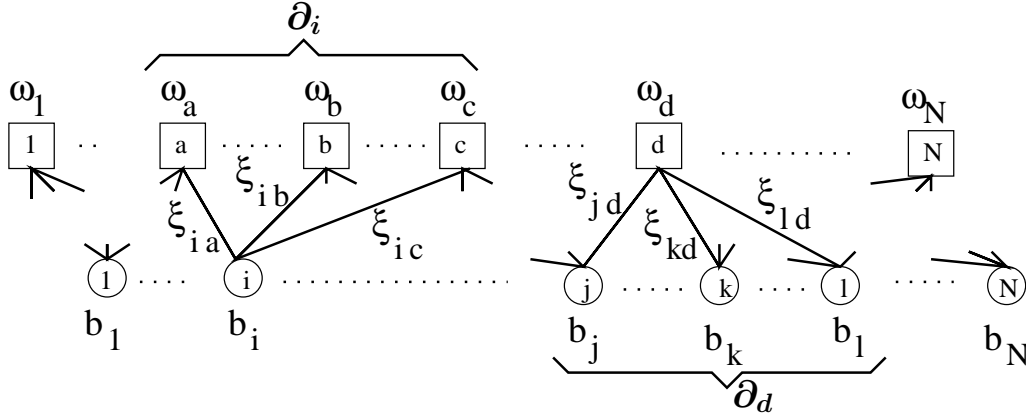 ∂i
ω1 ωa ωb ωc ωd ωN
1 a b c d N
ξib ξjd ξld
ξia ξic ξkd
1 i j k l N
b1 bi bj bk bl bN
∂d